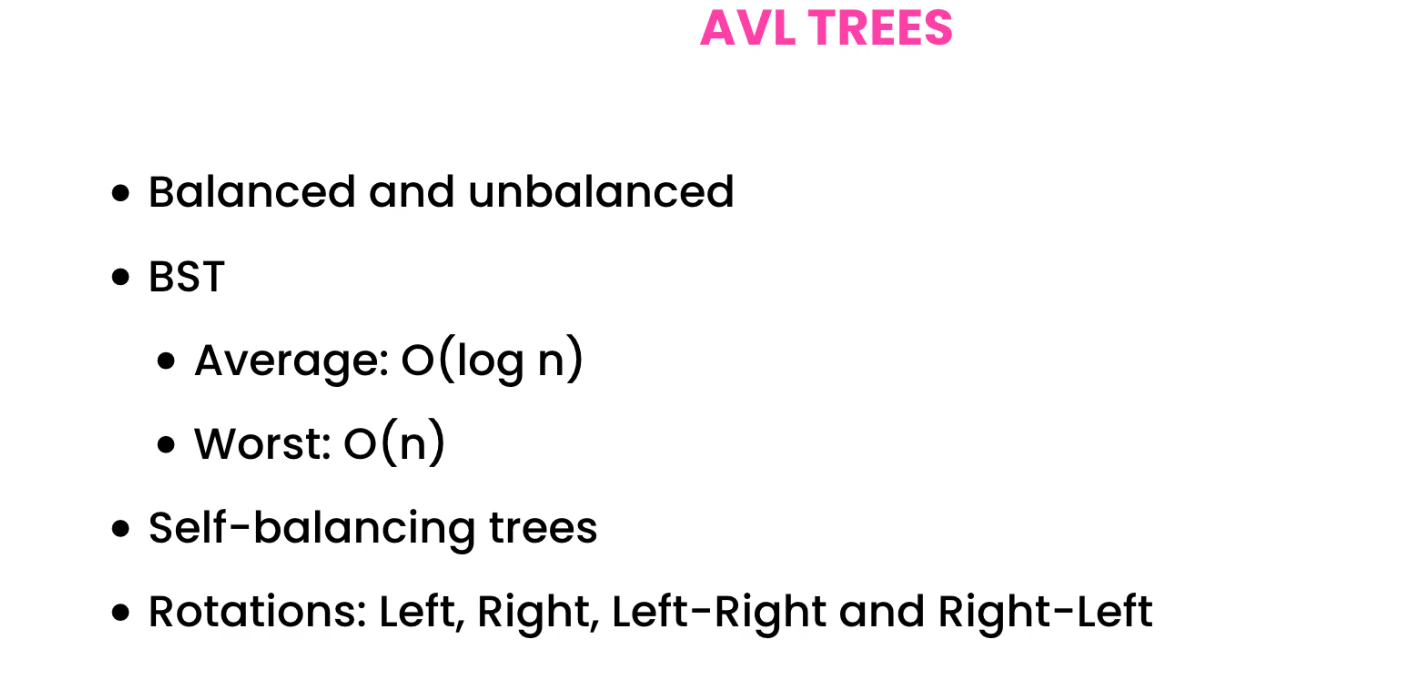 AVL TREES
• Balanced and unbalanced
• BST
• Average: O(log n)
• Worst: O(n)
• Self-balancing trees
• Rotations: Left, Right, Left-Right and Right-Left